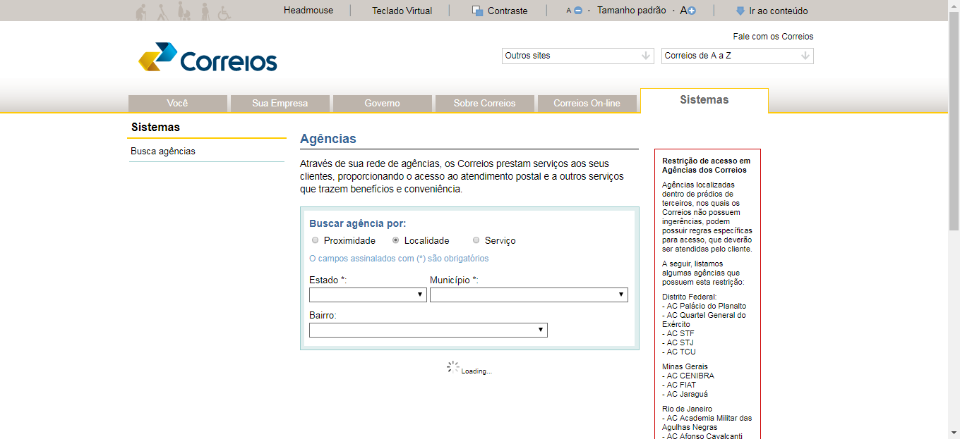 Headmouse
Teclado Virtual
Contraste
A - Tamanho padrão - A
Ir ao conteúdo
Fale com os Correios
Correios
Outros sites
Correios de A a Z
Você
Sua Empresa
Governo
Sobre Correios
Correios On-line
Sistemas
Sistemas
Busca agências
Agências
Através de sua rede de agências, os Correios prestam serviços aos seus
clientes, proporcionando o acesso ao atendimento postal e a outros serviços
que trazem benefícios e conveniência.
Buscar agência por:
Proximidade
Localidade
Serviço
O campos assinalados com (*) são obrigatórios
Estado *:
Município *:
Bairro:
Loading...
Restrição de acesso em
Agências dos Correios
Agências localizadas
dentro de prédios de
terceiros, nos quais os
Correios não possuem
ingerências, podem
possuir regras específicas
para acesso, que deverão
ser atendidas pelo cliente.
A seguir, listamos
algumas agências que
possuem esta restrição:
Distrito Federal:
- AC Palácio do Planalto
- AC Quartel General do
Exército
- AC STF
- AC STJ
- AC TCU
Minas Gerais
- AC CENIBRA
- AC FIAT
- AC Jaraguá
Rio de Janeiro
- AC Academia Militar das
Agulhas Negras
- AC Afonso Cavalcanti